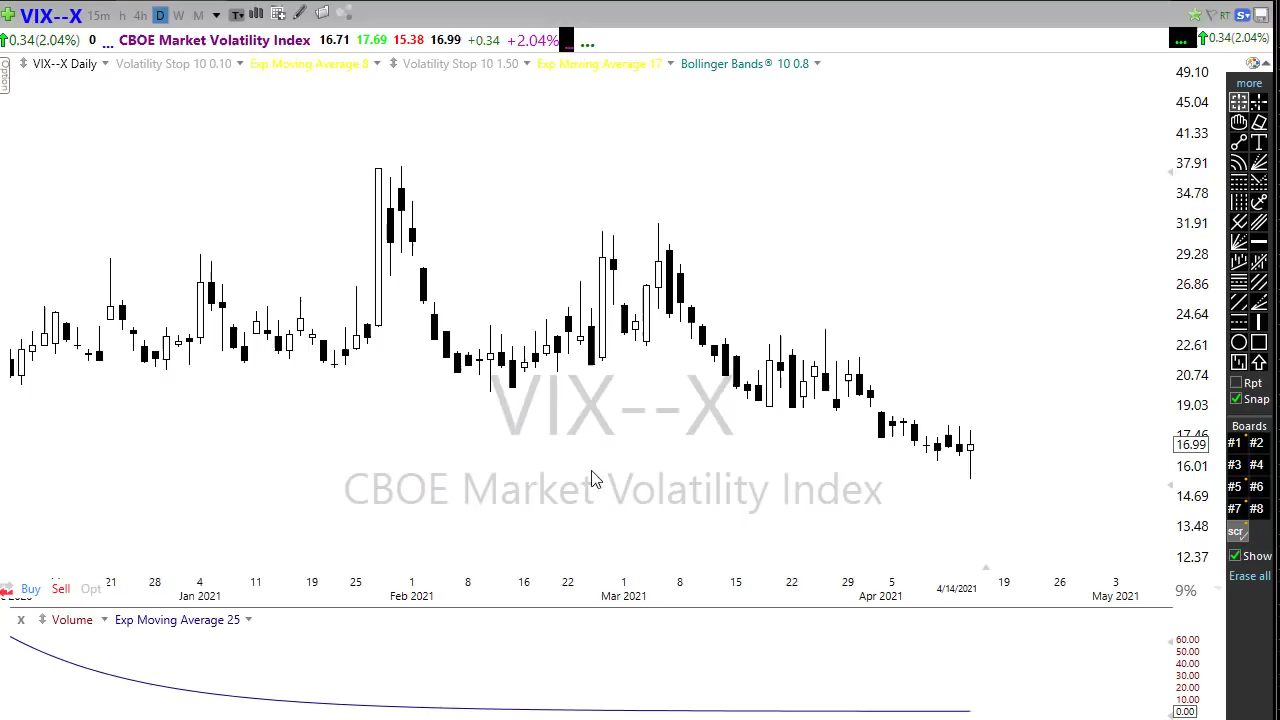 VIX--X 15m h 4h D W M T RT S
0.34(2.04%) 0 ... CBOE Market Volatility Index 16.71 17.69 15.38 16.99 +0.34 +2.04% ... ... 0.34(2.04%)
Option
VIX--X Daily Volatility Stop 10 0.10 Exp Moving Average 8 Volatility Stop 10 1.50 Exp Moving Average 17 Bollinger Bands® 10 0.8
49.10
45.04
41.33
37.91
34.78
31.91
29.28
26.86
24.64
22.61
20.74
19.03
17.46
16.99
16.01
14.69
13.48
12.37
more
T
Rpt
Snap
Boards
#1 #2
#3 #4
#5 #6
#7 #8
scr
Show
Erase all
VIX--X
CBOE Market Volatility Index
21 28 4 11 19 25 1 8 16 22 1 8 15 22 29 5 4/14/2021 19 26 3
Jan 2021 Feb 2021 Mar 2021 Apr 2021 May 2021
Buy Sell Opt
9%
x Volume Exp Moving Average 25
60.00
50.00
40.00
30.00
20.00
10.00
0.00